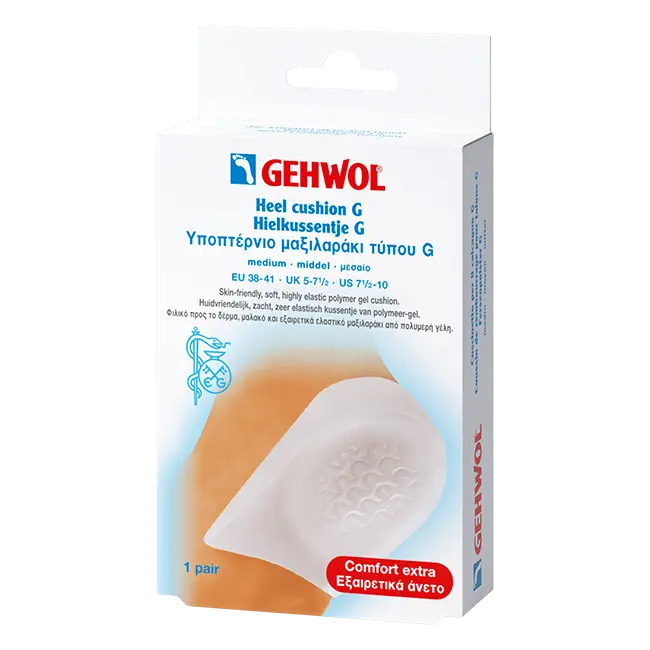 GEHWOL®
Heel cushion G
Hielkussentje G
Υποπτέρνιο μαξιλαράκι τύπου G
medium · middel · μεσαίο
EU 38-41 · UK 5-7½ · US 7½-10
Skin-friendly, soft, highly elastic polymer gel cushion.
Huidvriendelijk, zacht, zeer elastisch kussentje van polymeer-gel.
Φιλικό προς το δέρμα, μαλακό και εξαιρετικά ελαστικό μαξιλαράκι από πολυμερή γέλη.
E G
1 pair
Comfort extra
Εξαιρετικά άνετο
GEHWOL